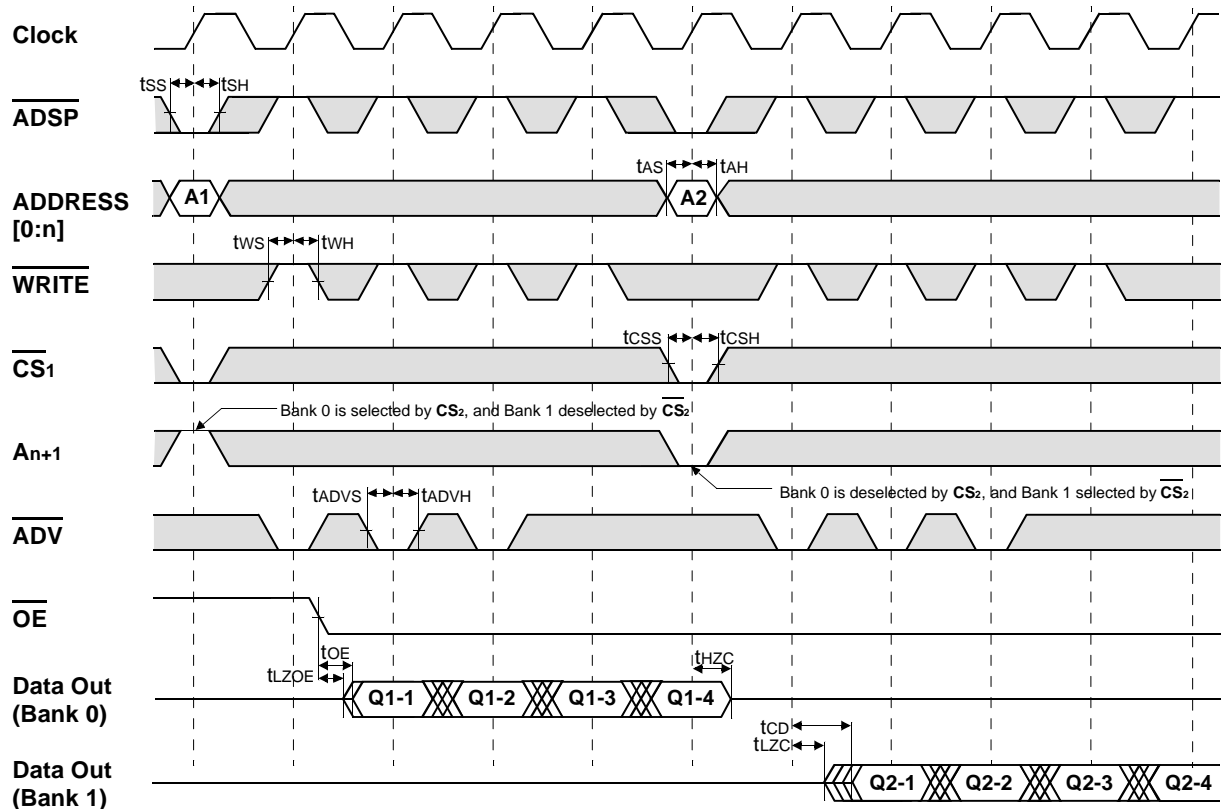 Clock
tSS tSH
ADSP
tAS tAH
ADDRESS
[0:n]
A1 A2
tWS tWH
WRITE
tCSS tCSH
CS1
Bank 0 is selected by CS2, and Bank 1 deselected by CS2
An+1
Bank 0 is deselected by CS2, and Bank 1 selected by CS2
tADVS tADVH
ADV
OE
tOE
tLZOE
tHZC
Data Out
(Bank 0)
Q1-1 Q1-2 Q1-3 Q1-4
tCD
tLZC
Data Out
(Bank 1)
Q2-1 Q2-2 Q2-3 Q2-4